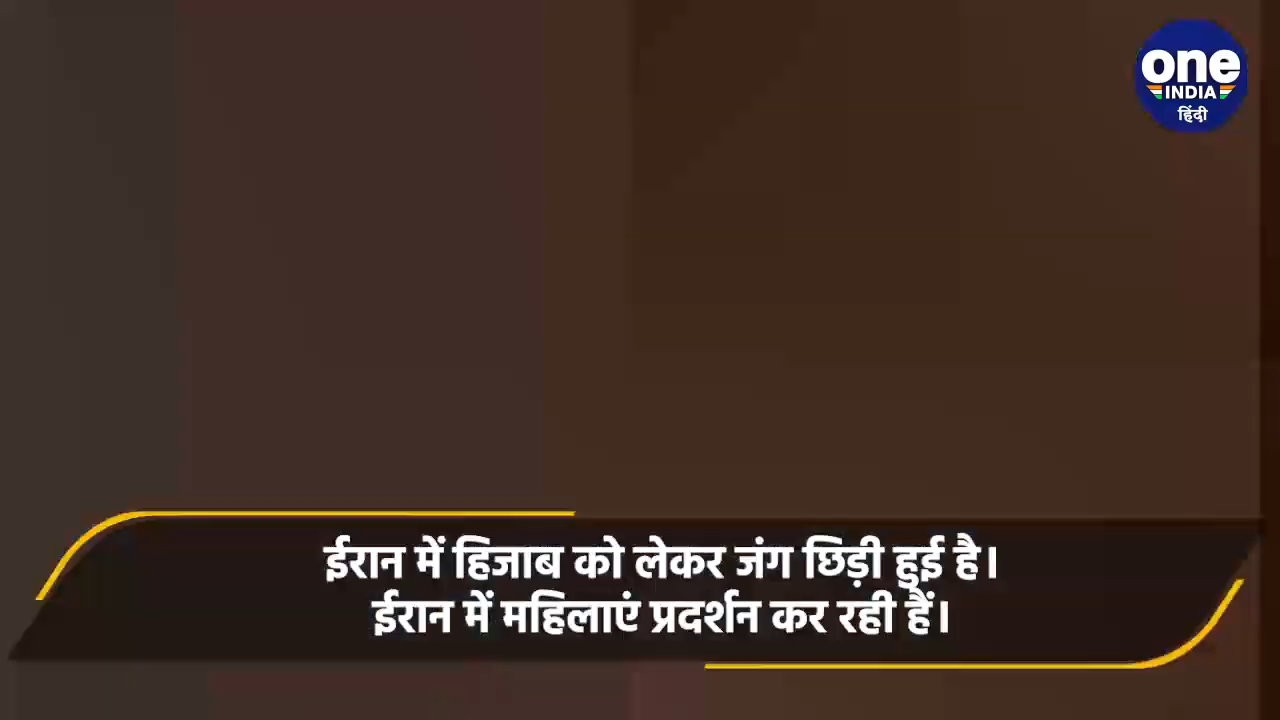 one
INDIA
हिंदी
ईरान में हिजाब को लेकर जंग छिड़ी हुई है।
ईरान में महिलाएं प्रदर्शन कर रही हैं।